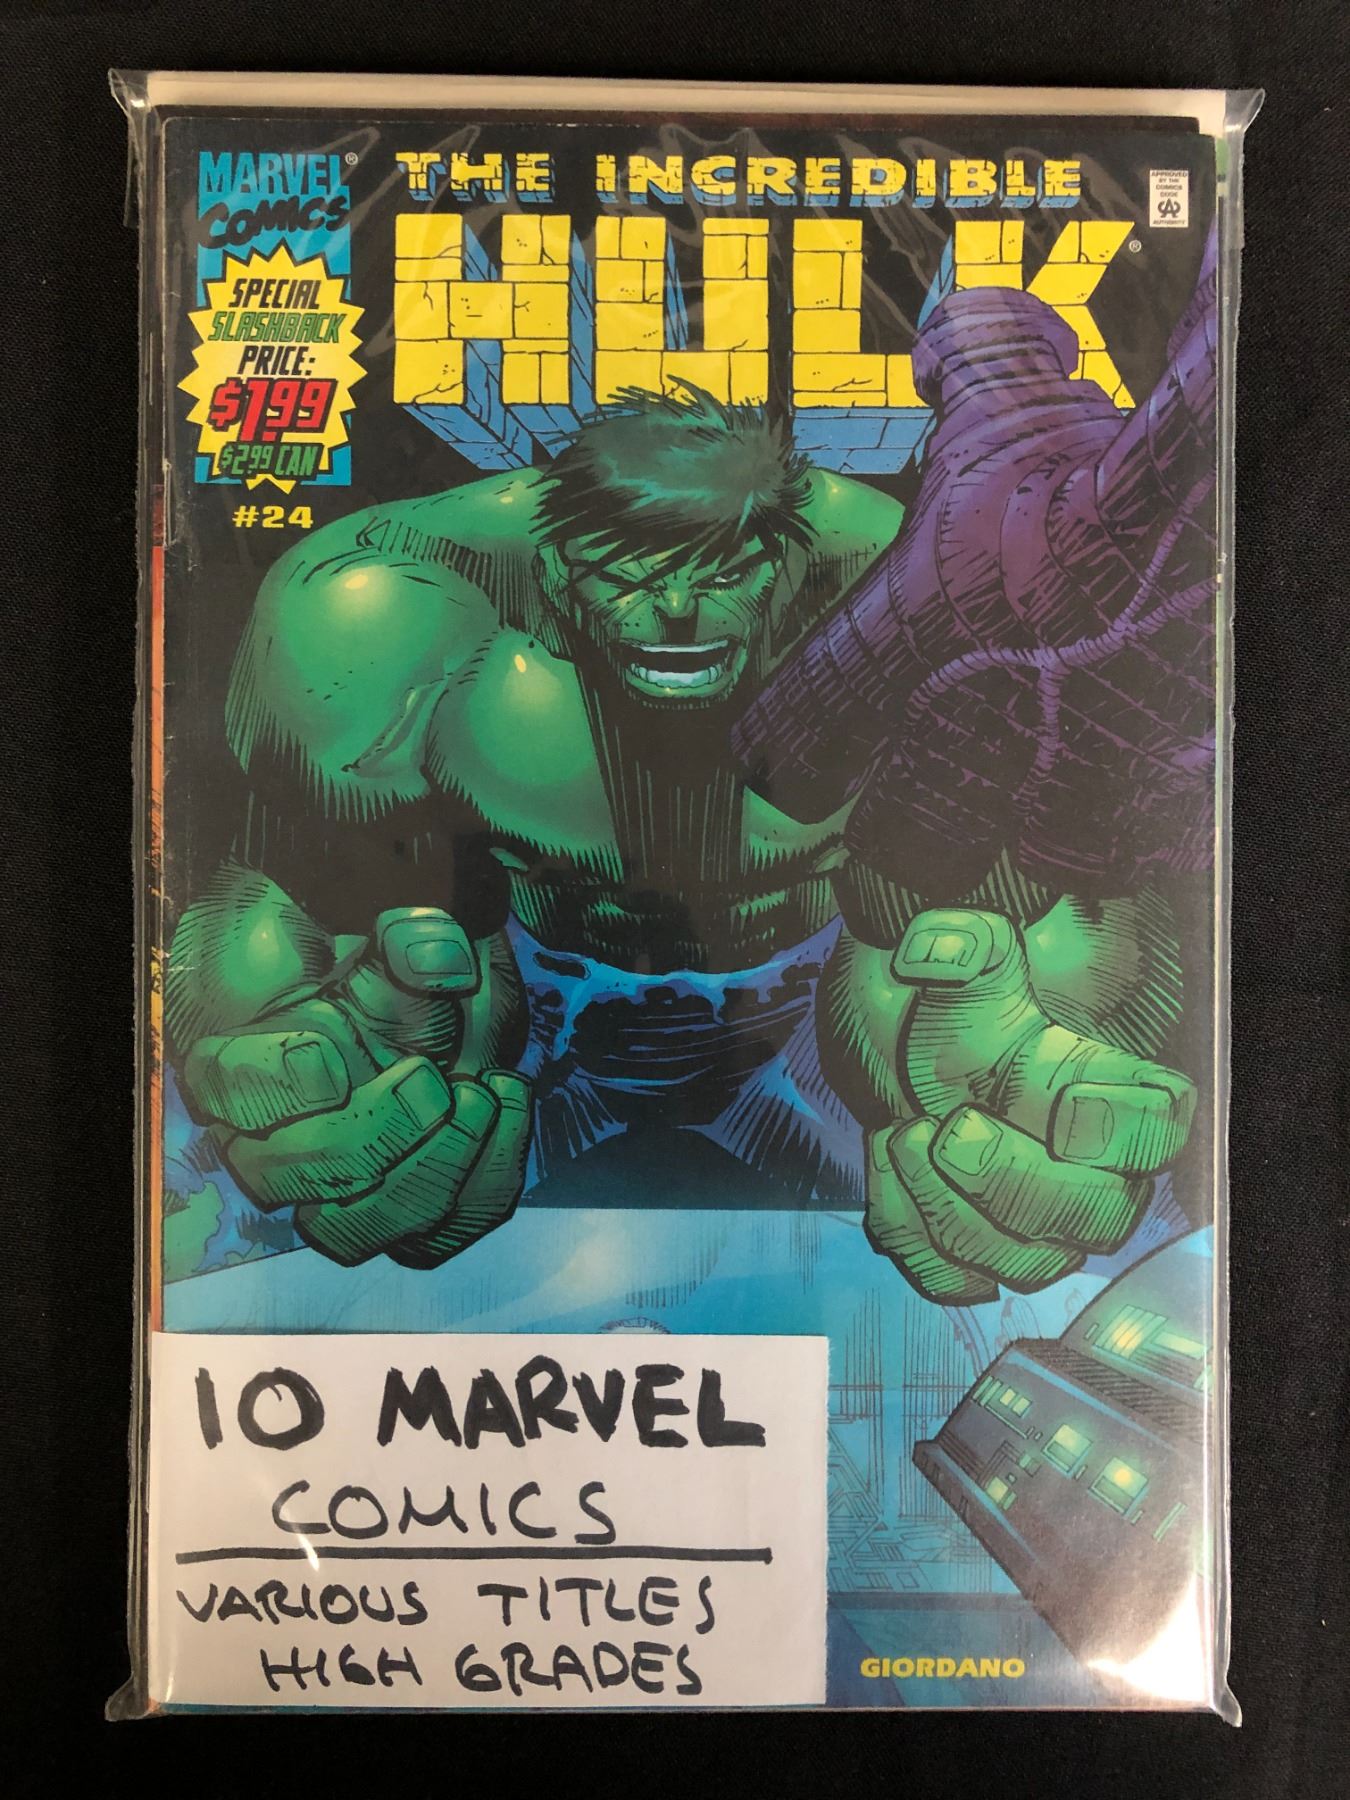 MARVEL®
COMICS
THE INCREDIBLE
HULK®
APPROVED
BY THE
COMICS
CODE
CA
AUTHORITY
SPECIAL
SLASHBACK
PRICE:
$1.99
$2.99 CAN
#24
10 MARVEL
COMICS
VARIOUS TITLES
HIGH GRADES
GIORDANO